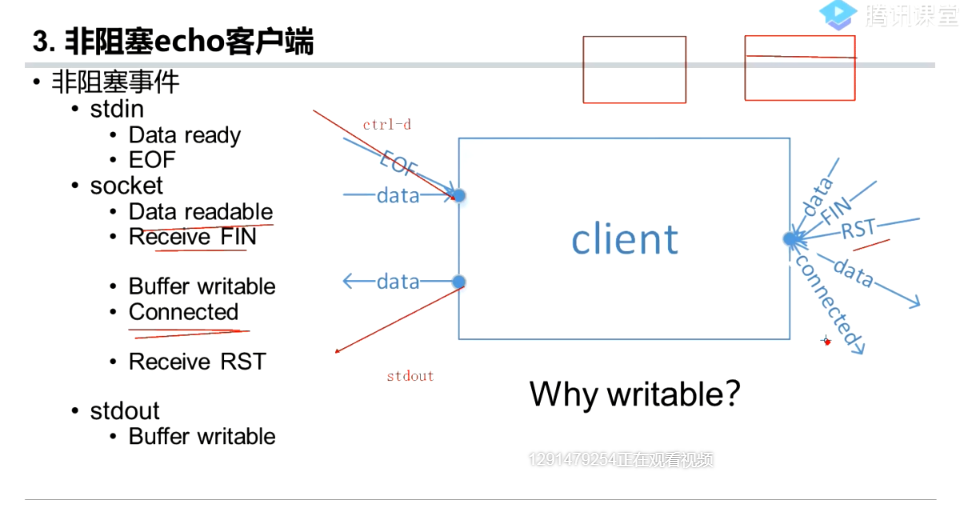 腾讯课堂
3. 非阻塞echo客户端
• 非阻塞事件
• stdin
• Data ready
• EOF
• socket
• Data readable
• Receive FIN
• Buffer writable
• Connected
• Receive RST
• stdout
• Buffer writable
ctrl-d
EOF
data
data
stdout
client
data
FIN
RST
data
connected
Why writable?
1291479254正在观看视频